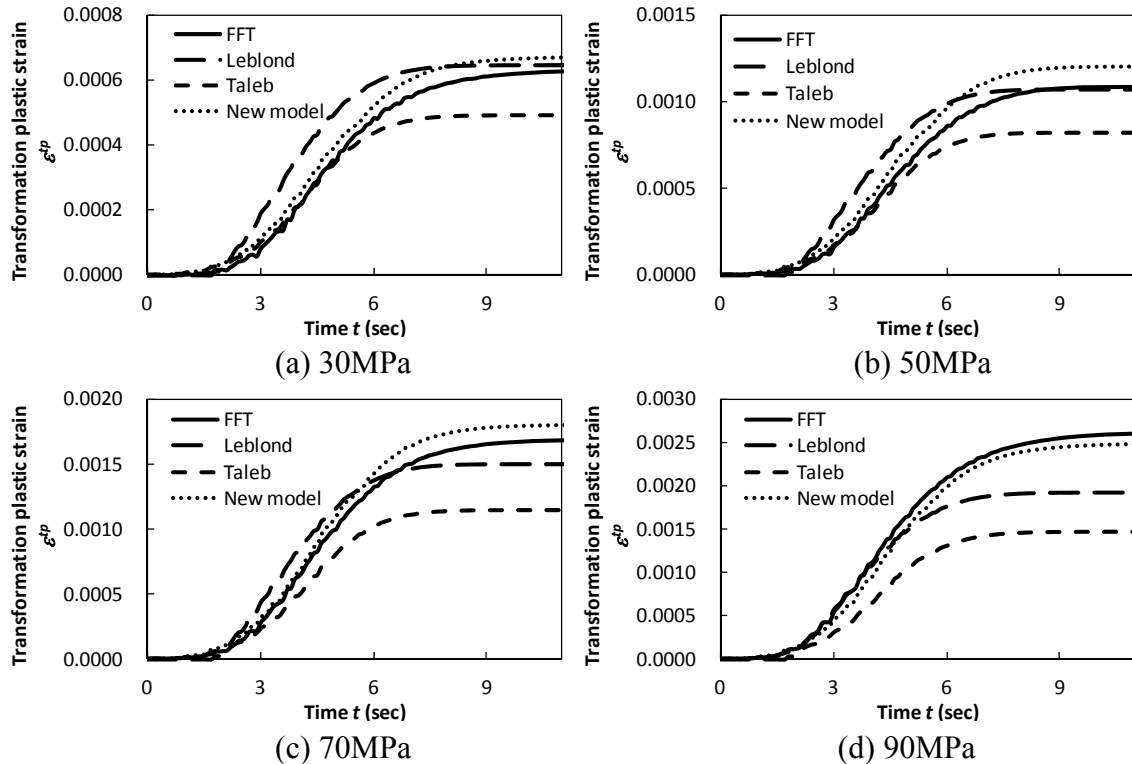 0.0008
0.0006
0.0004
0.0002
0.0000
Transformation plastic strain
εᵗᵖ
FFT
Leblond
Taleb
New model
0 3 6 9
Time t (sec)
(a) 30MPa
0.0015
0.0010
0.0005
0.0000
Transformation plastic strain
εᵗᵖ
FFT
Leblond
Taleb
New model
0 3 6 9
Time t (sec)
(b) 50MPa
0.0020
0.0015
0.0010
0.0005
0.0000
Transformation plastic strain
εᵗᵖ
FFT
Leblond
Taleb
New model
0 3 6 9
Time t (sec)
(c) 70MPa
0.0030
0.0025
0.0020
0.0015
0.0010
0.0005
0.0000
Transformation plastic strain
εᵗᵖ
FFT
Leblond
Taleb
New model
0 3 6 9
Time t (sec)
(d) 90MPa